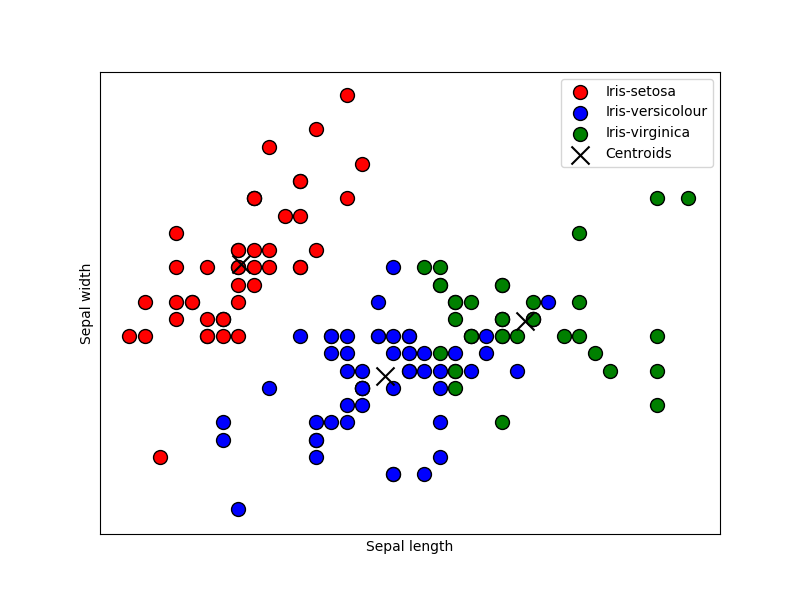 Iris-setosa
Iris-versicolour
Iris-virginica
Centroids
Sepal width
Sepal length